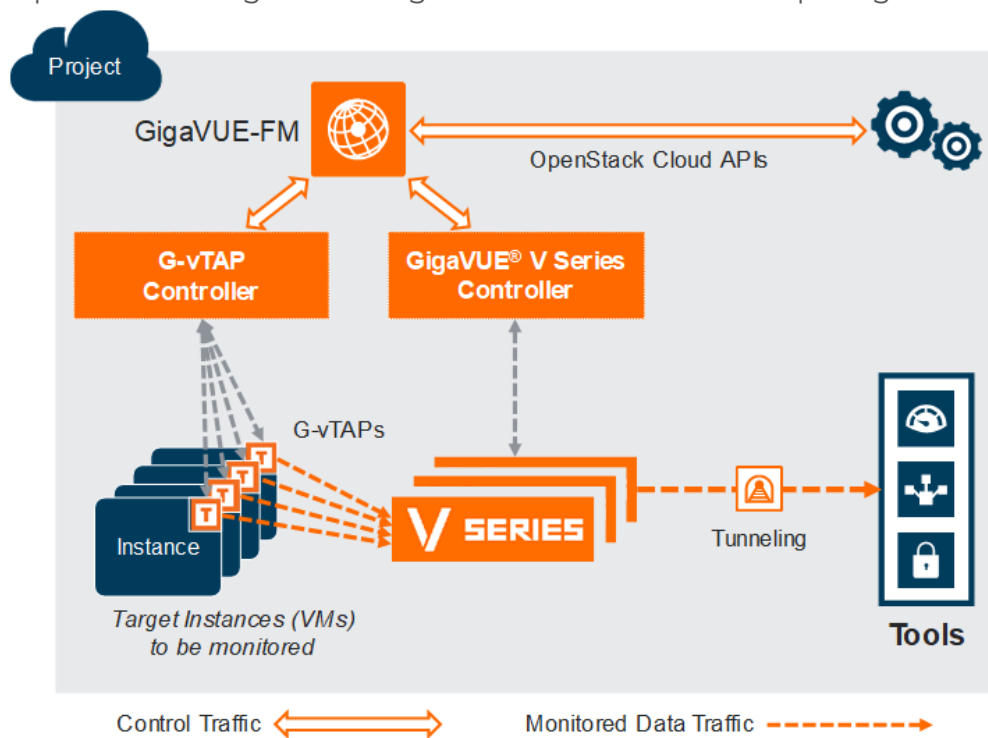 Project
GigaVUE-FM
OpenStack Cloud APIs
G-vTAP
Controller
GigaVUE® V Series
Controller
G-vTAPs
T
T
T
T
Instance
V SERIES
Tunneling
Target Instances (VMs)
to be monitored
Tools
Control Traffic
Monitored Data Traffic